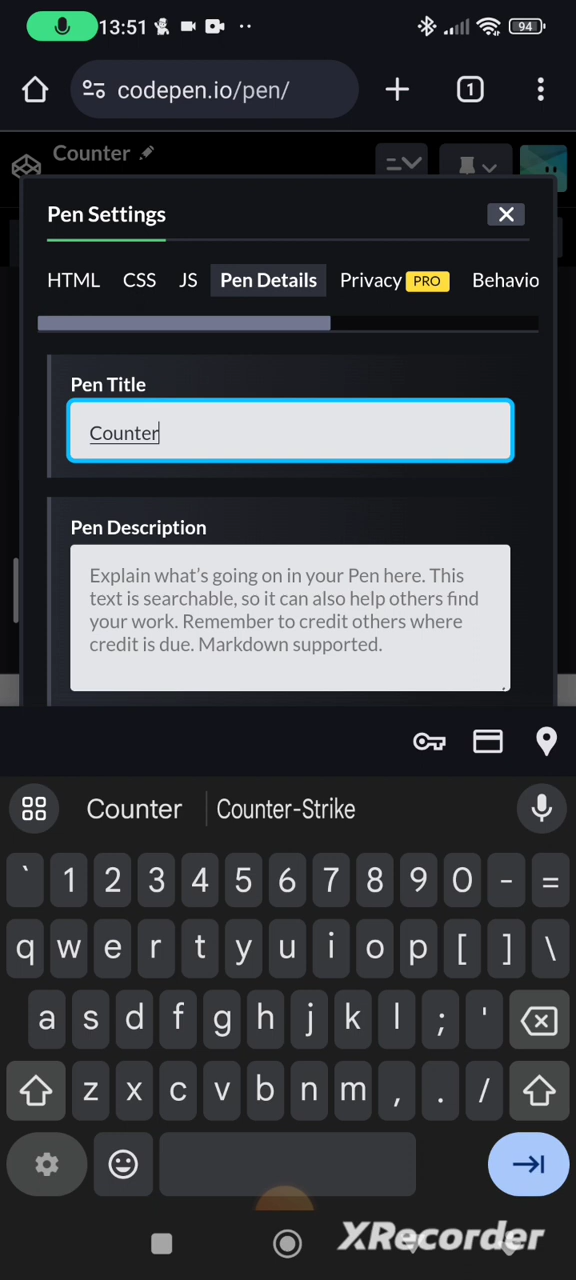 13:51
94
codepen.io/pen/
1
Counter
Pen Settings
HTML CSS JS Pen Details Privacy PRO Behavio
Pen Title
Counter
Pen Description
Explain what's going on in your Pen here. This
text is searchable, so it can also help others find
your work. Remember to credit others where
credit is due. Markdown supported.
Counter Counter-Strike
` 1 2 3 4 5 6 7 8 9 0 - =
q w e r t y u i o p [ ] \
a s d f g h j k l ; '
z x c v b n m , . /
XRecorder